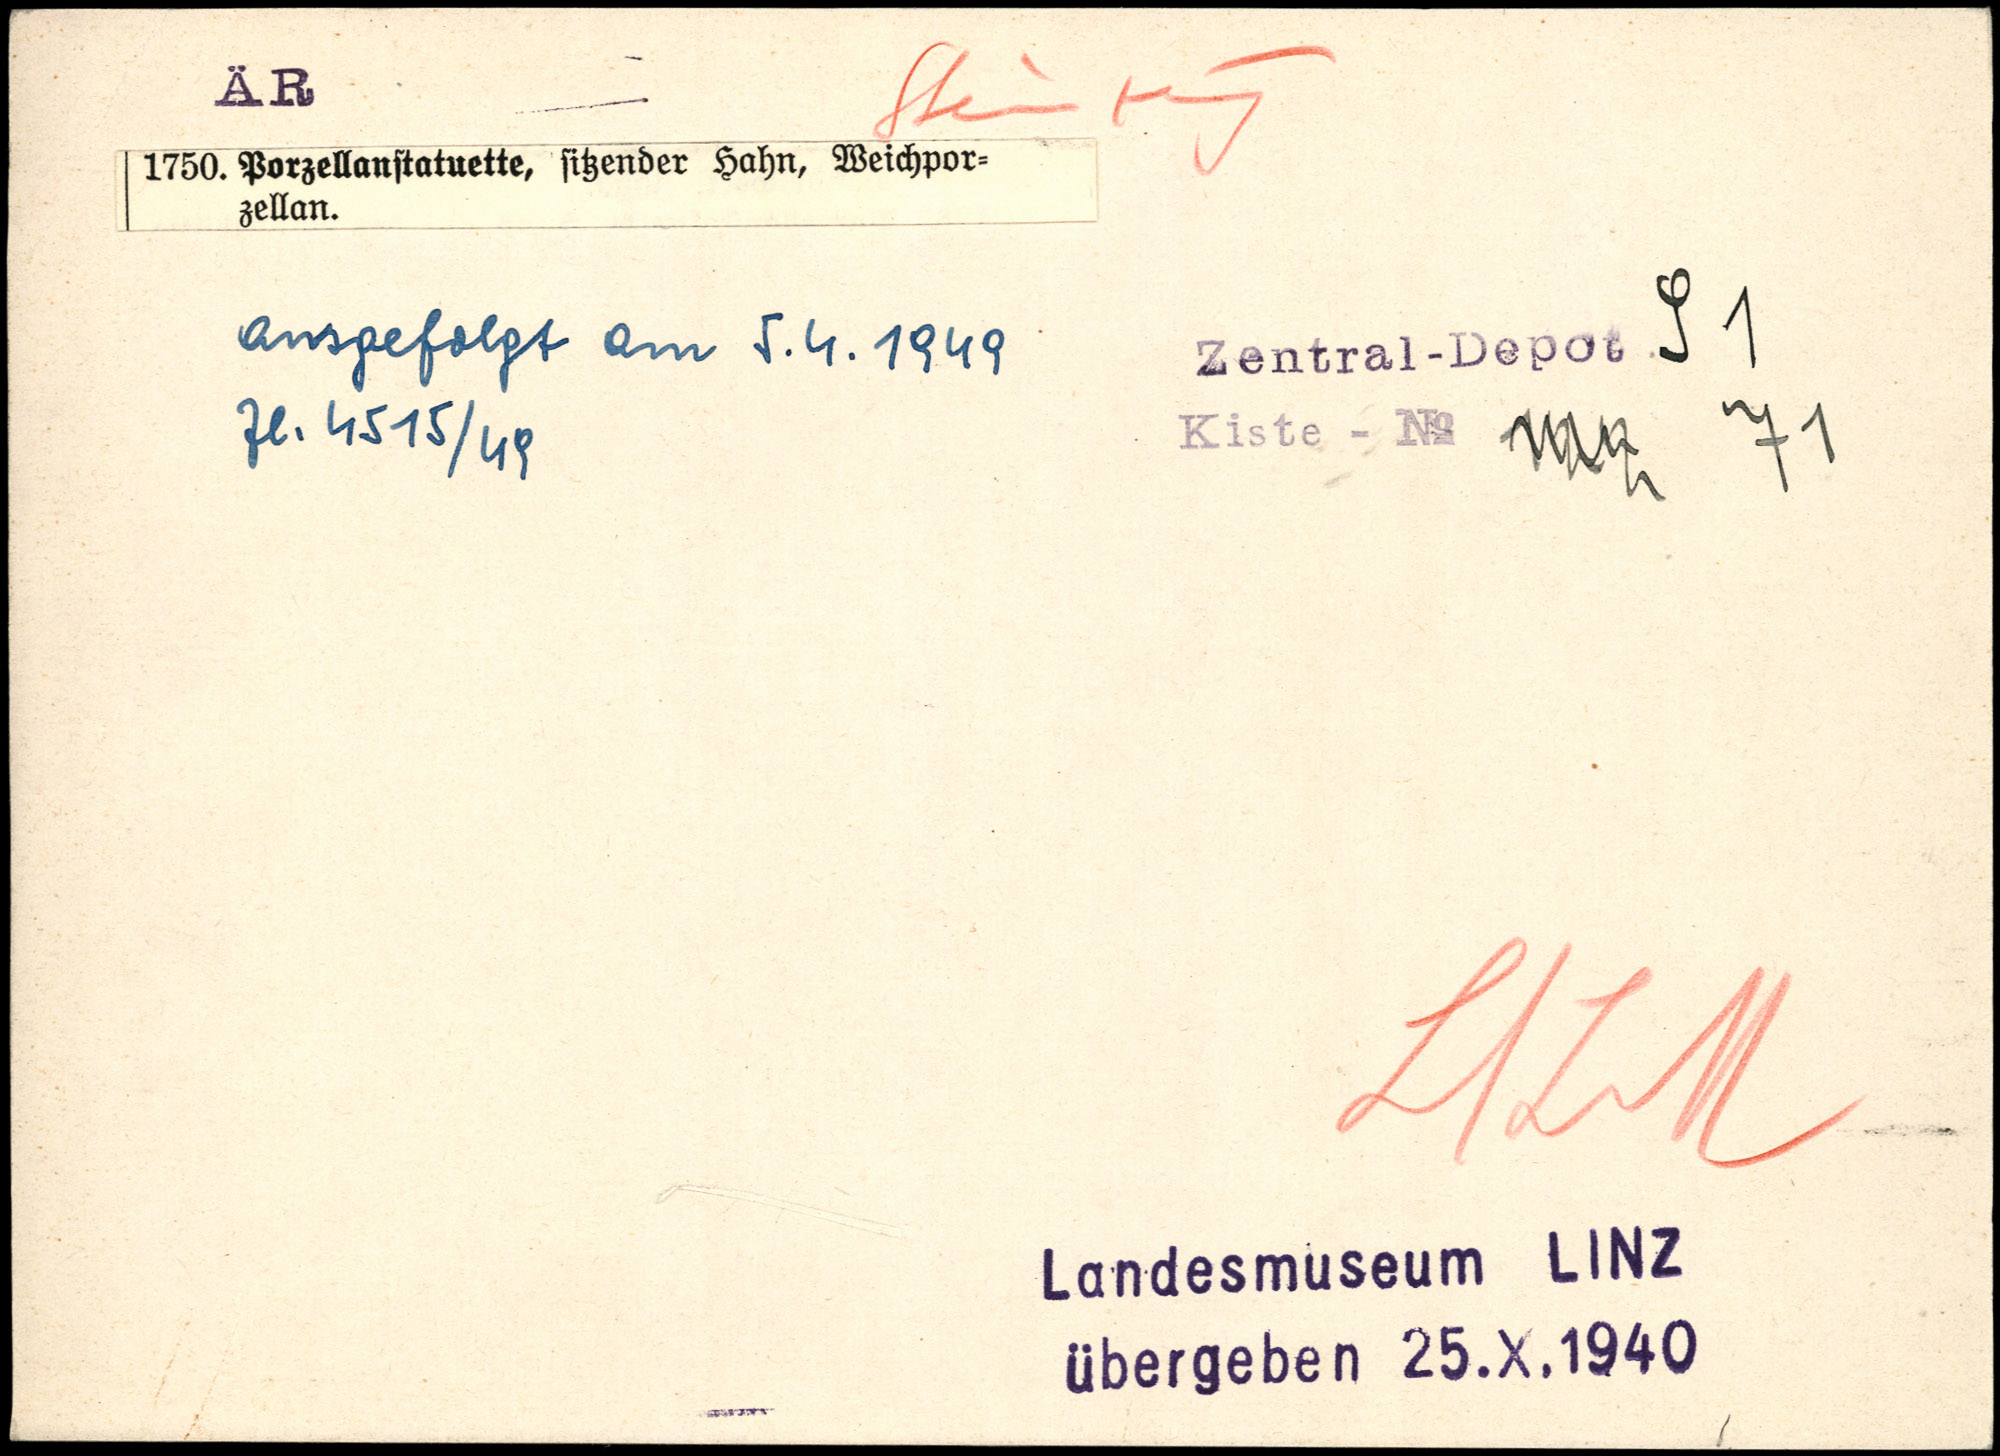 ÄR
1750. Porzellanstatuette, sitzender Hahn, Weichpor=
zellan.
ausgefolgt am 5.4.1949
Zl. 4515/49
Zentral-Depot S 1
Kiste - № 71
Landesmuseum LINZ
übergeben 25.X.1940